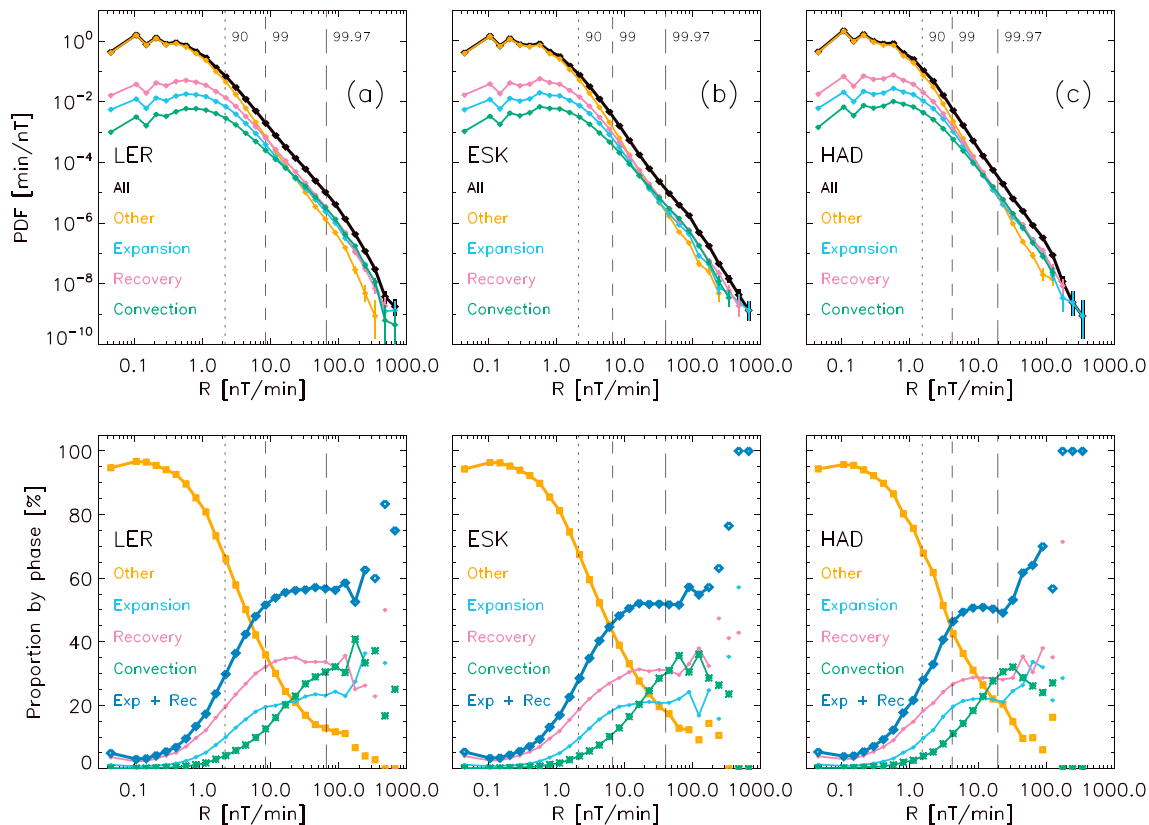 90 99 99.97
90 99 99.97
90 99 99.97
(a)
(b)
(c)
PDF [min/nT]
10^0
10^-2
10^-4
10^-6
10^-8
10^-10
LER
All
Other
Expansion
Recovery
Convection
ESK
All
Other
Expansion
Recovery
Convection
HAD
All
Other
Expansion
Recovery
Convection
0.1 1.0 10.0 100.0 1000.0
0.1 1.0 10.0 100.0 1000.0
0.1 1.0 10.0 100.0 1000.0
R [nT/min]
R [nT/min]
R [nT/min]
Proportion by phase [%]
100
80
60
40
20
0
LER
Other
Expansion
Recovery
Convection
Exp + Rec
ESK
Other
Expansion
Recovery
Convection
Exp + Rec
HAD
Other
Expansion
Recovery
Convection
Exp + Rec
0.1 1.0 10.0 100.0 1000.0
0.1 1.0 10.0 100.0 1000.0
0.1 1.0 10.0 100.0 1000.0
R [nT/min]
R [nT/min]
R [nT/min]